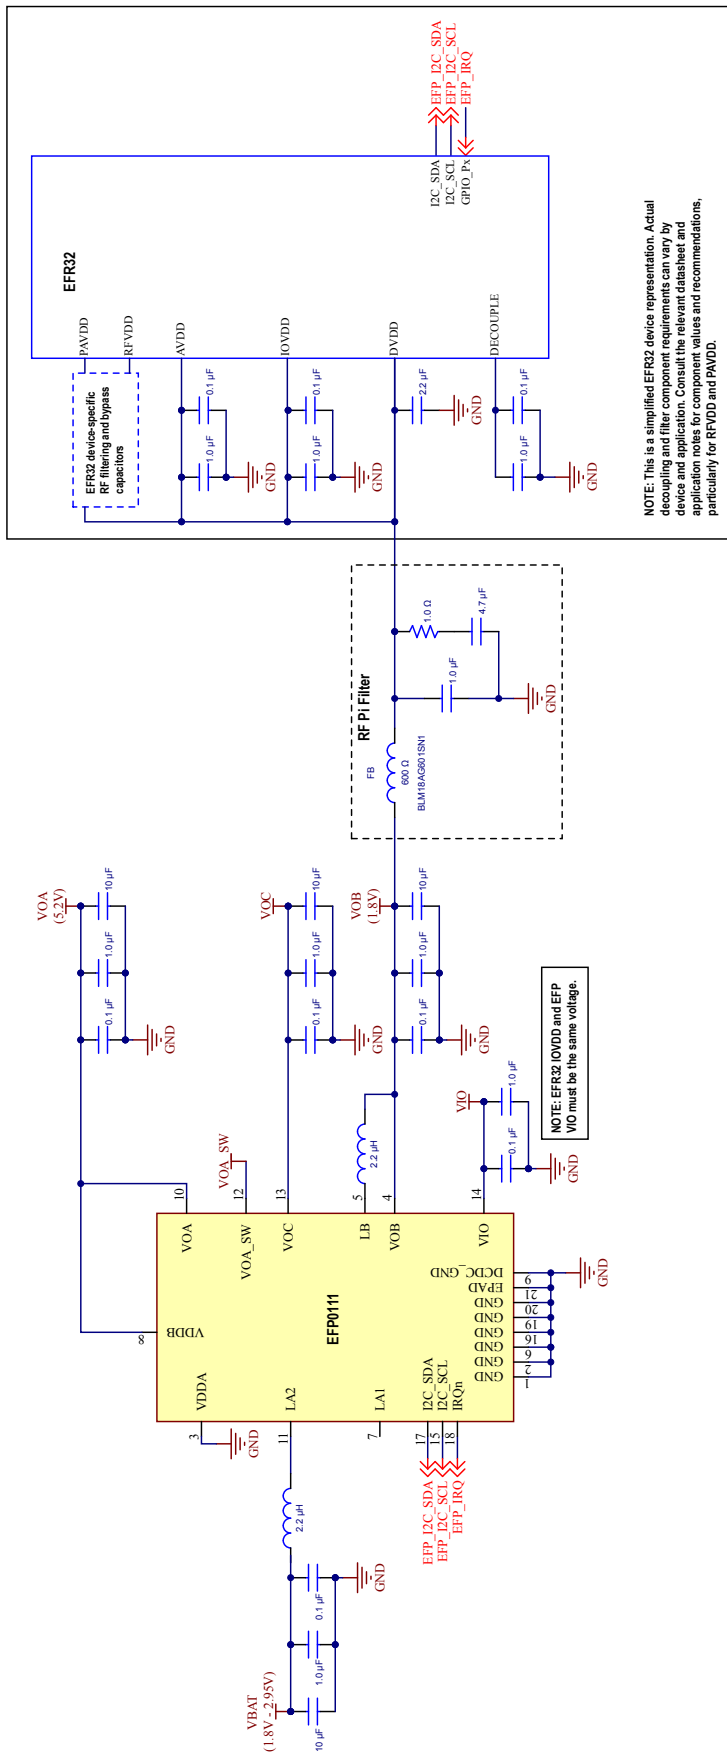 VBAT
(1.8V - 2.95V)
10 µF
1.0 µF
0.1 µF
GND
2.2 µH
3
GND
11
7
17
15
18
EFP_I2C_SDA
EFP_I2C_SCL
EFP_IRQ
VDDA
LA2
LA1
I2C_SDA
I2C_SCL
IRQn
8
VDDB
EFP0111
GND
GND
GND
GND
GND
GND
EPAD
DCDC_GND
1
2
6
16
19
20
21
9
GND
VOA
VOA_SW
VOC
LB
VOB
VIO
10
12
13
5
4
14
VOA_SW
2.2 µH
VOA
(5.2V)
0.1 µF
1.0 µF
10 µF
GND
VOC
0.1 µF
1.0 µF
10 µF
GND
VOB
(1.8V)
0.1 µF
1.0 µF
10 µF
GND
VIO
0.1 µF
1.0 µF
GND
NOTE: EFR32 IOVDD and EFP
VIO must be the same voltage.
RF Pi Filter
FB
600 Ω
BLM18AG601SN1
1.0 µF
1.0 Ω
4.7 µF
GND
EFR32 device-specific
RF filtering and bypass
capacitors
1.0 µF
0.1 µF
GND
1.0 µF
0.1 µF
GND
2.2 µF
GND
1.0 µF
0.1 µF
GND
PAVDD
RFVDD
AVDD
IOVDD
DVDD
DECOUPLE
EFR32
I2C_SDA
I2C_SCL
GPIO_Px
EFP_I2C_SDA
EFP_I2C_SCL
EFP_IRQ
NOTE: This is a simplified EFR32 device representation. Actual
decoupling and filter component requirements can vary by
device and application. Consult the relevant datasheet and
application notes for component values and recommendations,
particularly for RFVDD and PAVDD.